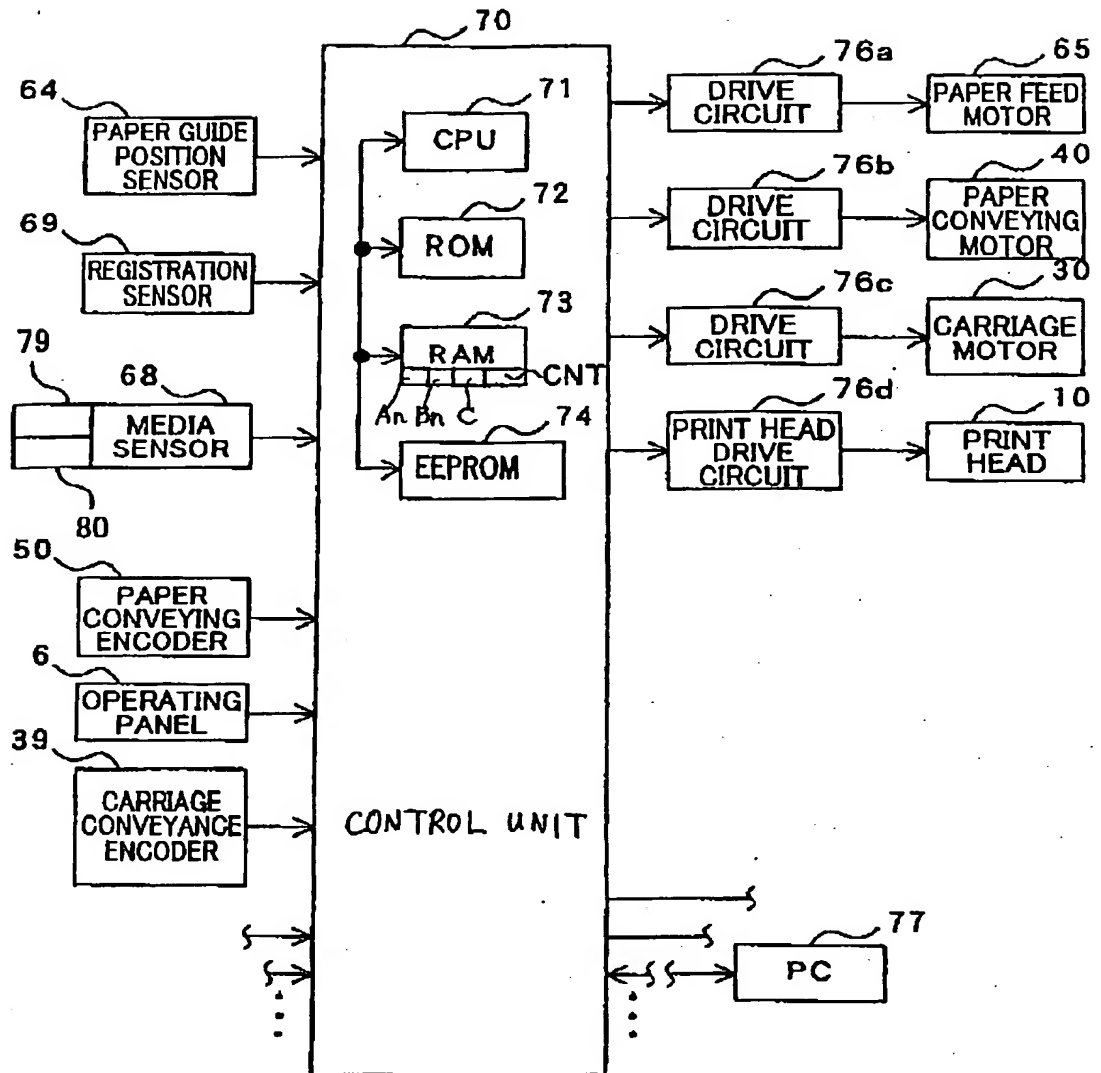 70
64
PAPER GUIDE
POSITION
SENSOR
69
REGISTRATION
SENSOR
79
68
MEDIA
SENSOR
80
50
PAPER
CONVEYING
ENCODER
6
OPERATING
PANEL
39
CARRIAGE
CONVEYANCE
ENCODER
71
CPU
72
ROM
73
RAM
CNT
An Bn C
74
EEPROM
CONTROL UNIT
76a
DRIVE
CIRCUIT
65
PAPER FEED
MOTOR
76b
DRIVE
CIRCUIT
40
PAPER
CONVEYING
MOTOR
76c
DRIVE
CIRCUIT
30
CARRIAGE
MOTOR
76d
PRINT HEAD
DRIVE
CIRCUIT
10
PRINT
HEAD
77
PC